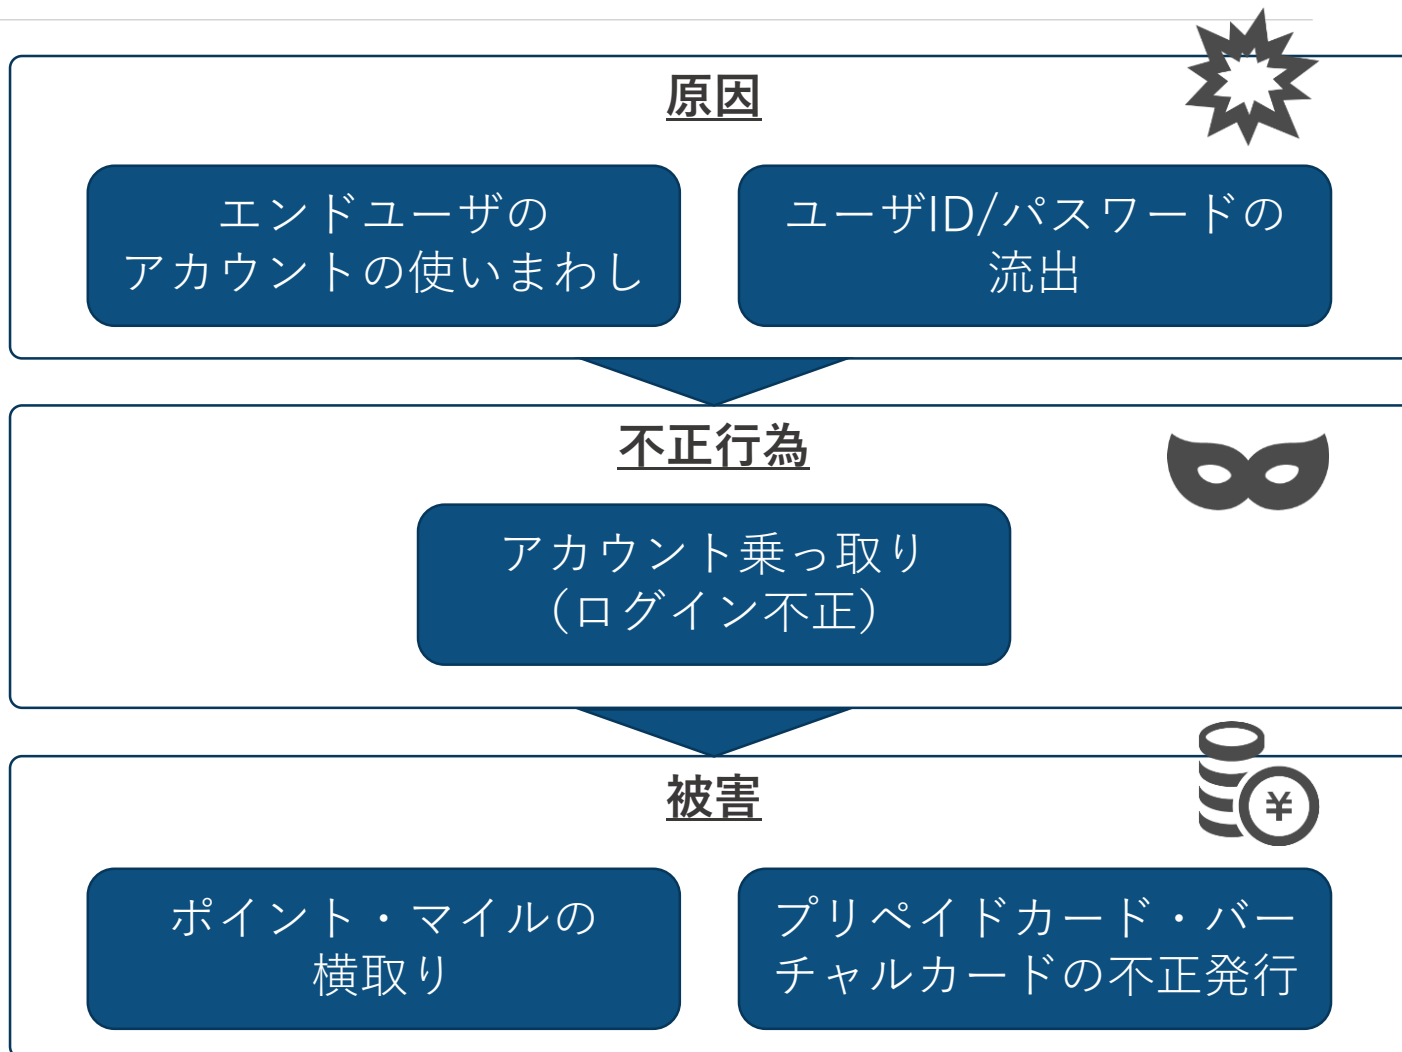 原因
エンドユーザの
アカウントの使いまわし
ユーザID/パスワードの
流出
不正行為
アカウント乗っ取り
（ログイン不正）
被害
¥
ポイント・マイルの
横取り
プリペイドカード・バー
チャルカードの不正発行